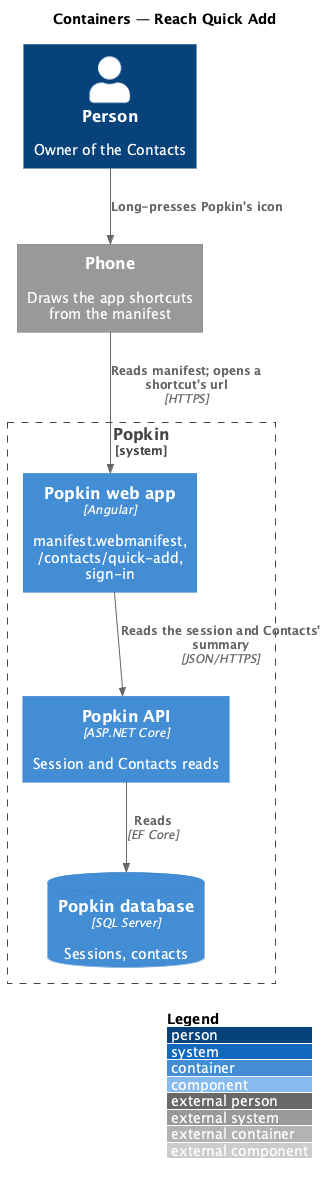 Containers — Reach Quick Add
Person
Owner of the Contacts
Long-presses Popkin's icon
Phone
Draws the app shortcuts
from the manifest
Reads manifest; opens a
shortcut's url
[HTTPS]
Popkin
[system]
Popkin web app
[Angular]
manifest.webmanifest,
/contacts/quick-add,
sign-in
Reads the session and Contacts'
summary
[JSON/HTTPS]
Popkin API
[ASP.NET Core]
Session and Contacts reads
Reads
[EF Core]
Popkin database
[SQL Server]
Sessions, contacts
Legend
person
system
container
component
external person
external system
external container
external component